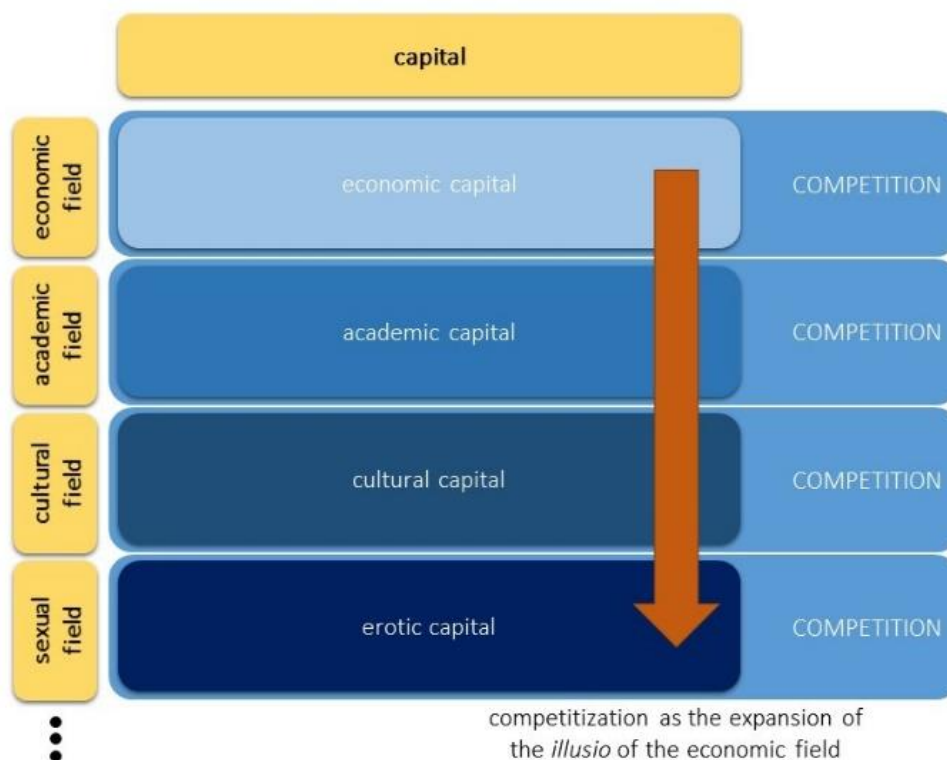 capital
economic
field
economic capital
COMPETITION
academic
field
academic capital
COMPETITION
cultural
field
cultural capital
COMPETITION
sexual
field
erotic capital
COMPETITION
competitization as the expansion of
the illusio of the economic field